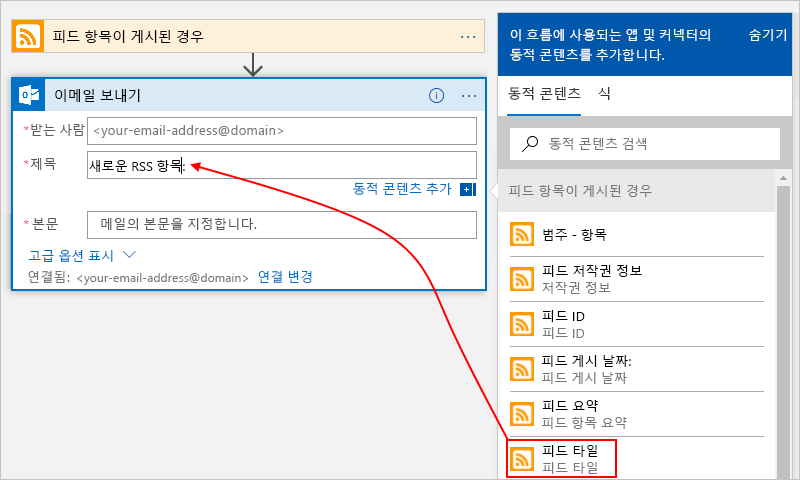 피드 항목이 게시된 경우
이메일 보내기
*받는 사람
<your-email-address@domain>
*제목
새로운 RSS 항목:
동적 콘텐츠 추가
*본문
메일의 본문을 지정합니다.
고급 옵션 표시
연결됨: <your-email-address@domain> 연결 변경
이 흐름에 사용되는 앱 및 커넥터의 숨기기
동적 콘텐츠를 추가합니다.
동적 콘텐츠 식
동적 콘텐츠 검색
피드 항목이 게시된 경우
범주 - 항목
피드 저작권 정보
저작권 정보
피드 ID
피드 ID
피드 게시 날짜:
피드 게시 날짜
피드 요약
피드 항목 요약
피드 타일
피드 타일